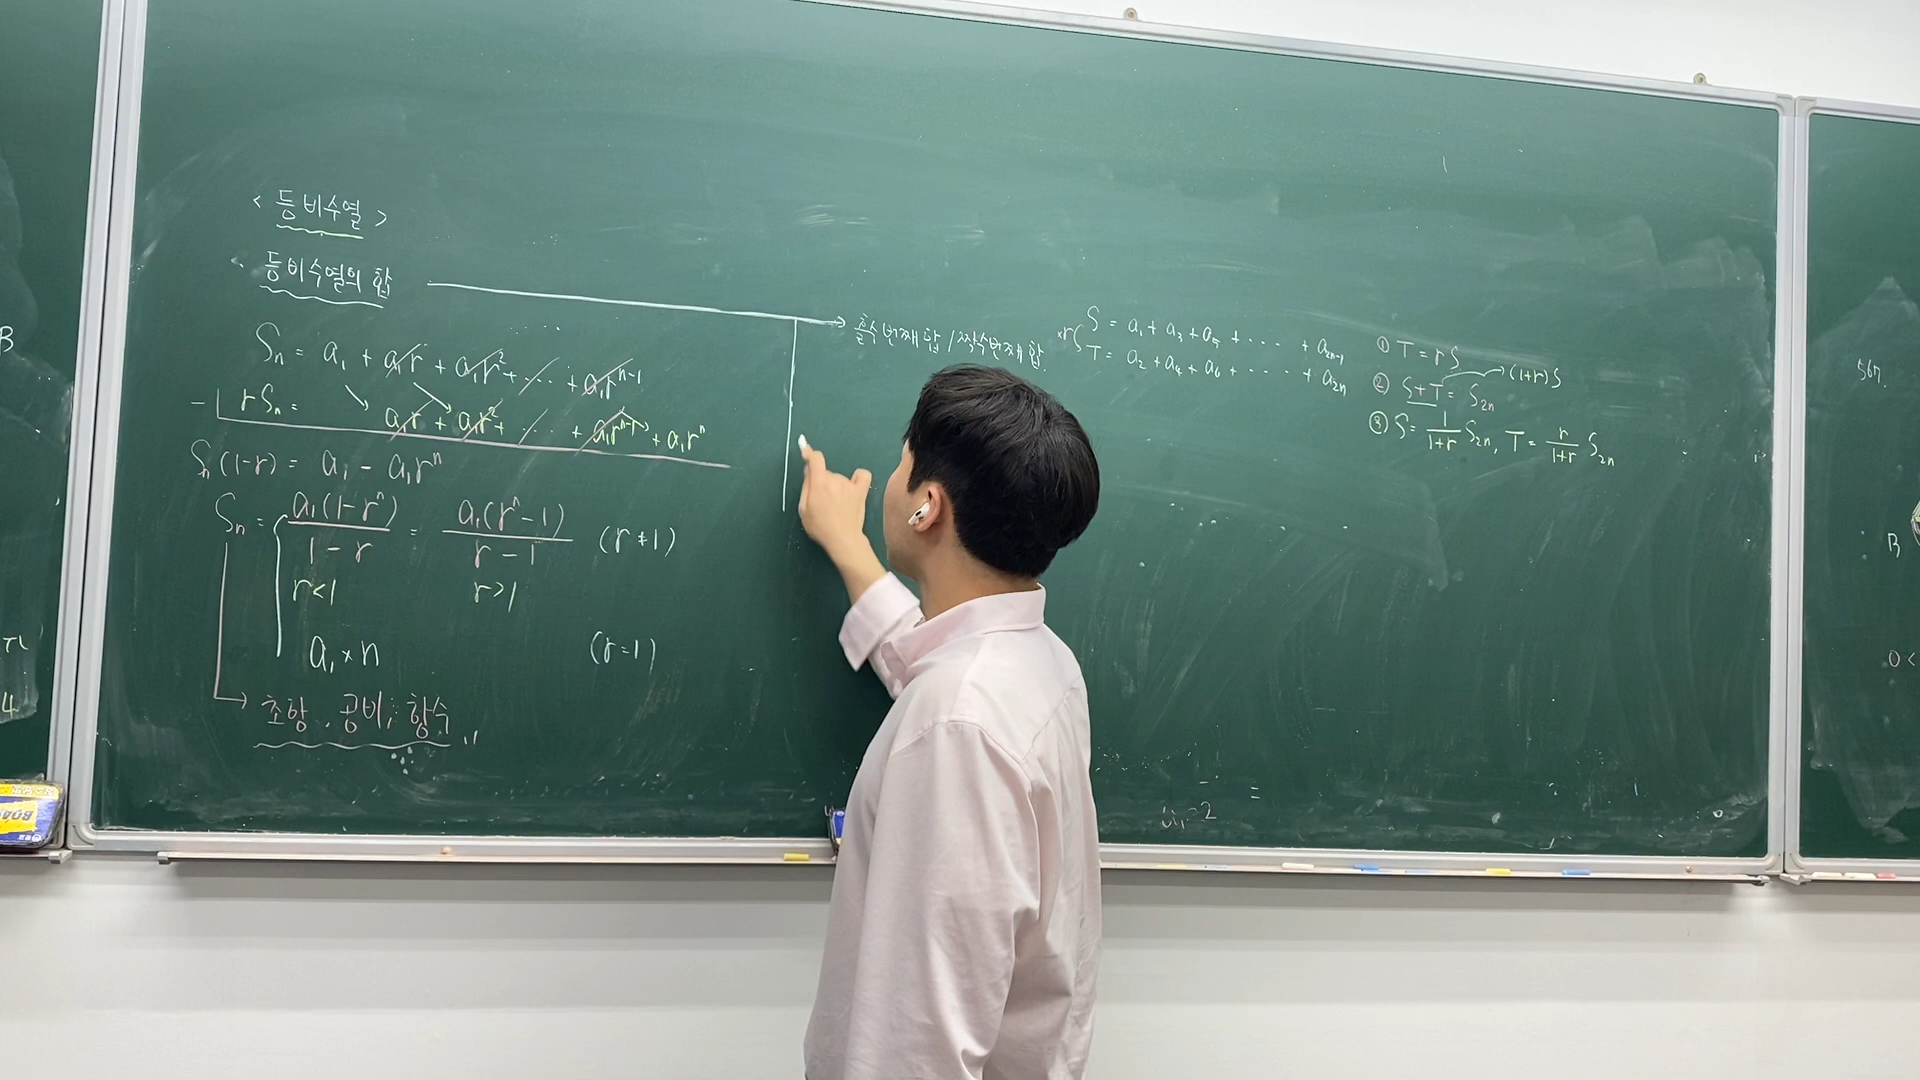 < 등비수열 >
등비수열의 합
Sₙ = a₁ + a₁r + a₁r² + ... + a₁rⁿ⁻¹
- rSₙ = a₁r + a₁r² + ... + a₁rⁿ⁻¹ + a₁rⁿ
Sₙ(1-r) = a₁ - a₁rⁿ
Sₙ = { a₁(1-rⁿ)/(1-r) = a₁(rⁿ-1)/(r-1) (r≠1)
r<1 r>1
a₁×n (r=1)
→ 초항, 공비, 항수
→ 홀수번째 합 / 짝수번째 합
×r S = a₁ + a₃ + a₅ + ... + a₂ₙ₋₁
T = a₂ + a₄ + a₆ + ... + a₂ₙ
① T = rS
② S+T = S₂ₙ → (1+r)S
③ S = 1/(1+r) S₂ₙ, T = r/(1+r) S₂ₙ
=2
B
4
567.
B
0<